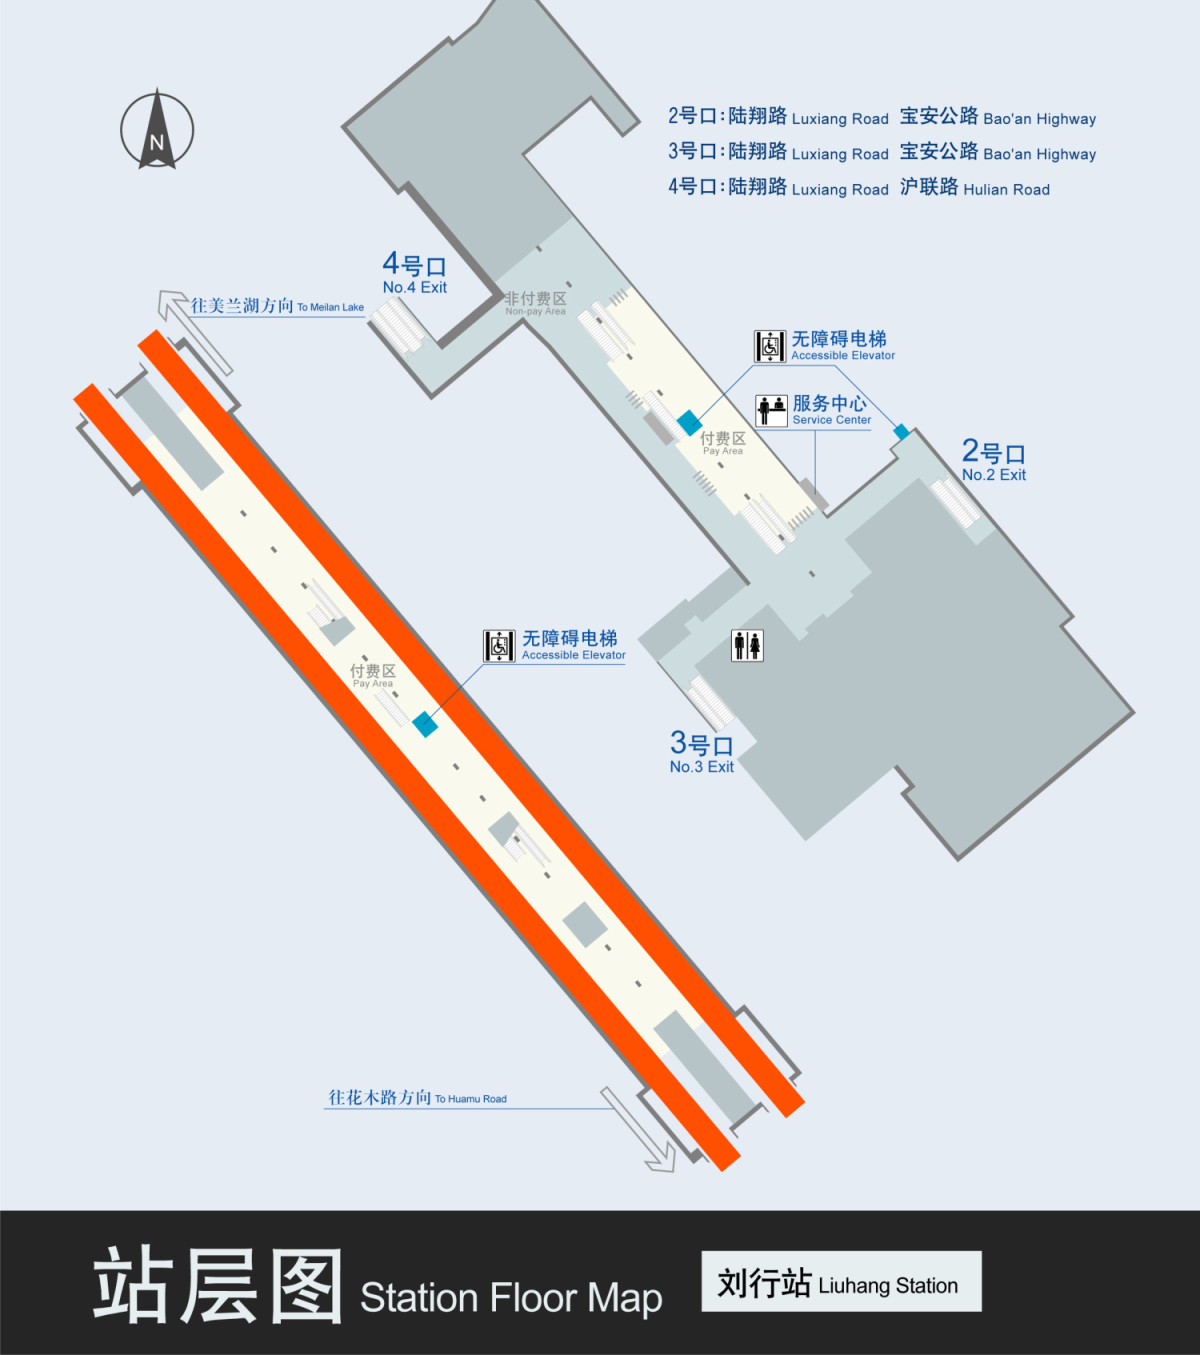 2号口：陆翔路 Luxiang Road 宝安公路 Bao'an Highway
3号口：陆翔路 Luxiang Road 宝安公路 Bao'an Highway
4号口：陆翔路 Luxiang Road 沪联路 Hulian Road
N
4号口
No.4 Exit
往美兰湖方向 To Meilan Lake
非付费区
Non-pay Area
无障碍电梯
Accessible Elevator
服务中心
Service Center
付费区
Pay Area
2号口
No.2 Exit
无障碍电梯
Accessible Elevator
付费区
Pay Area
3号口
No.3 Exit
往花木路方向 To Huamu Road
站层图 Station Floor Map
刘行站 Liuhang Station